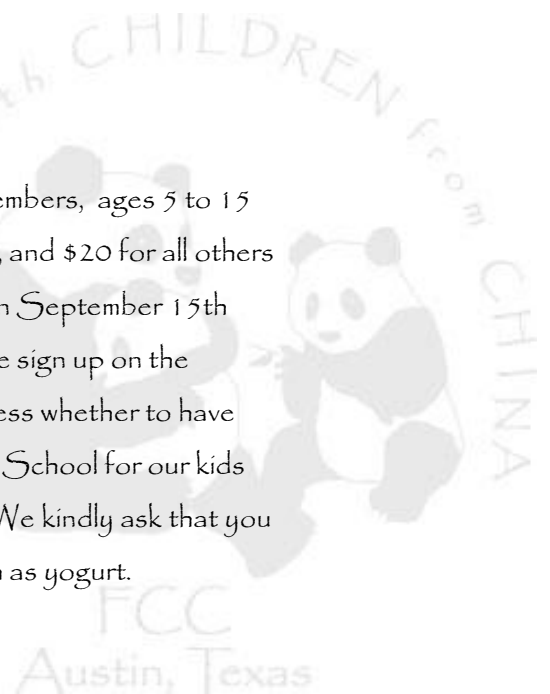 th CHILDREN from CHINA
embers, ages 5 to 15
, and $20 for all others
n September 15th
e sign up on the
ess whether to have
School for our kids
We kindly ask that you
n as yogurt.
FCC
Austin, Texas